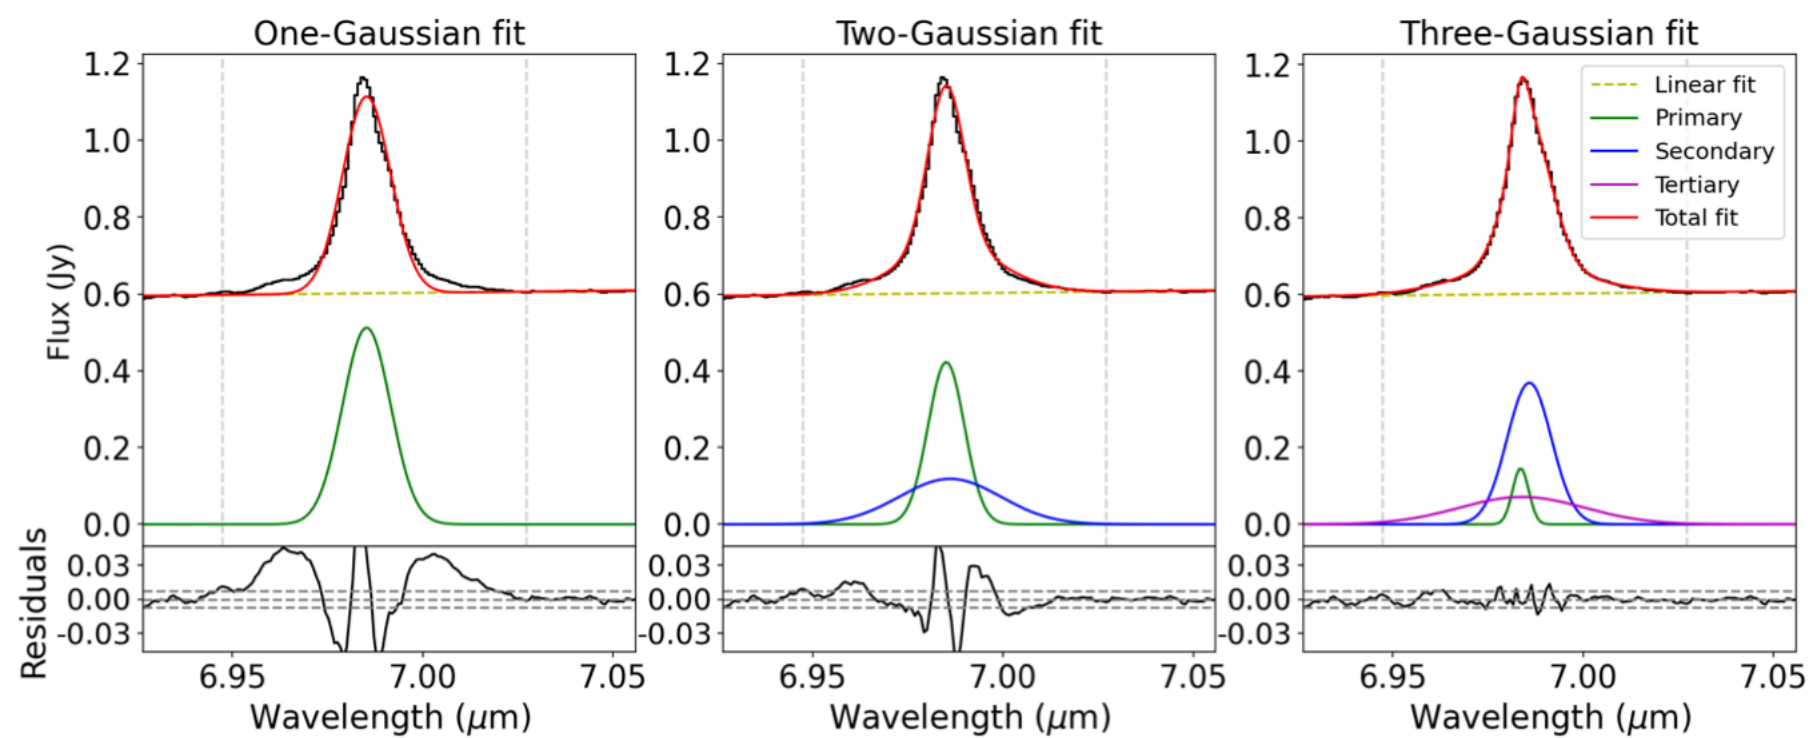 One-Gaussian fit
Two-Gaussian fit
Three-Gaussian fit
Flux (Jy)
1.2
1.0
0.8
0.6
0.4
0.2
0.0
1.2
1.0
0.8
0.6
0.4
0.2
0.0
1.2
1.0
0.8
0.6
0.4
0.2
0.0
Linear fit
Primary
Secondary
Tertiary
Total fit
Residuals
0.03
0.00
-0.03
0.03
0.00
-0.03
0.03
0.00
-0.03
6.95 7.00 7.05
6.95 7.00 7.05
6.95 7.00 7.05
Wavelength (μm)
Wavelength (μm)
Wavelength (μm)